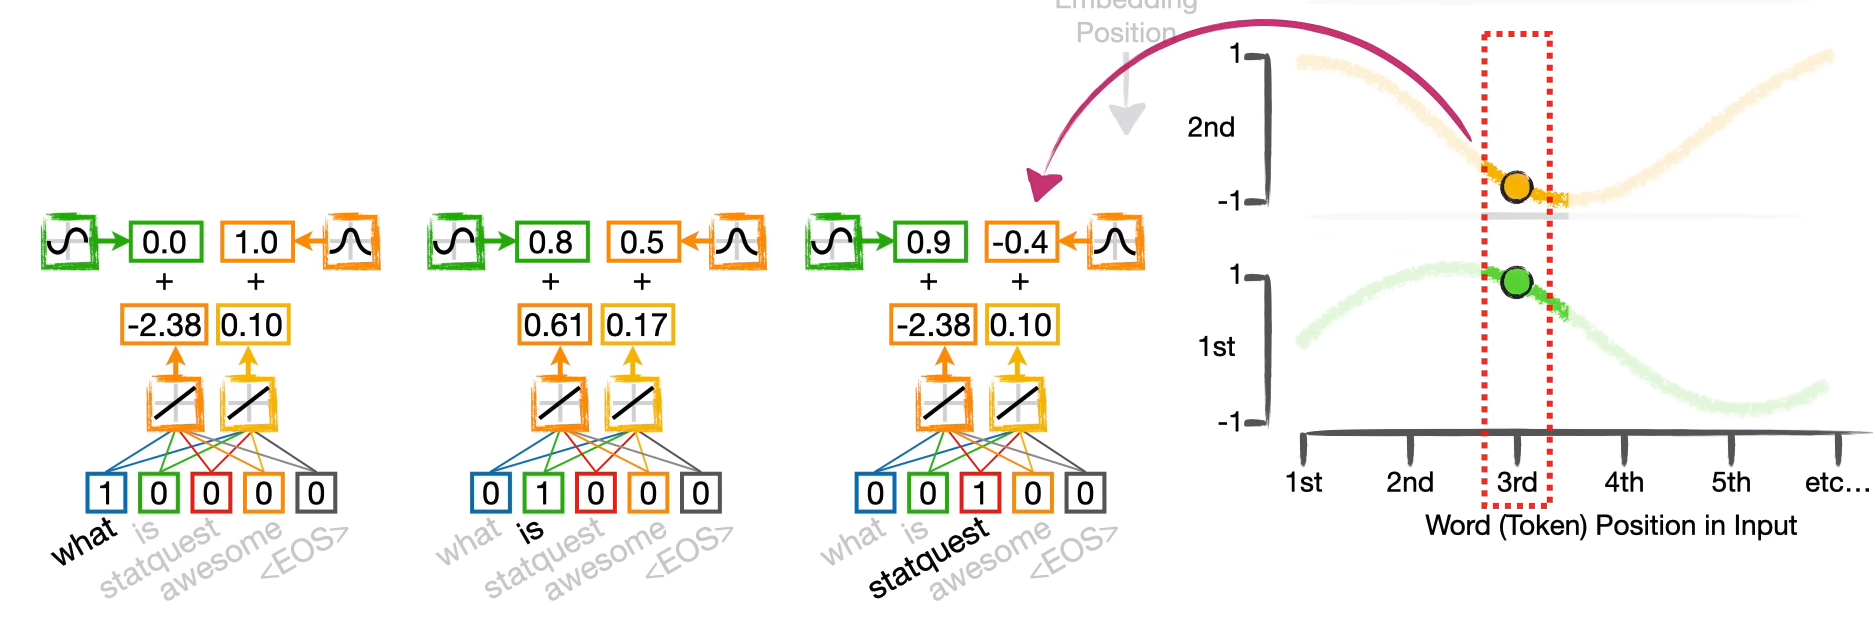 Embedding
Position
1
2nd
-1
1
1st
-1
1st 2nd 3rd 4th 5th etc...
Word (Token) Position in Input
0.0 1.0
+ +
-2.38 0.10
1 0 0 0 0
what is statquest awesome <EOS>
0.8 0.5
+ +
0.61 0.17
0 1 0 0 0
what is statquest awesome <EOS>
0.9 -0.4
+ +
-2.38 0.10
0 0 1 0 0
what is statquest awesome <EOS>